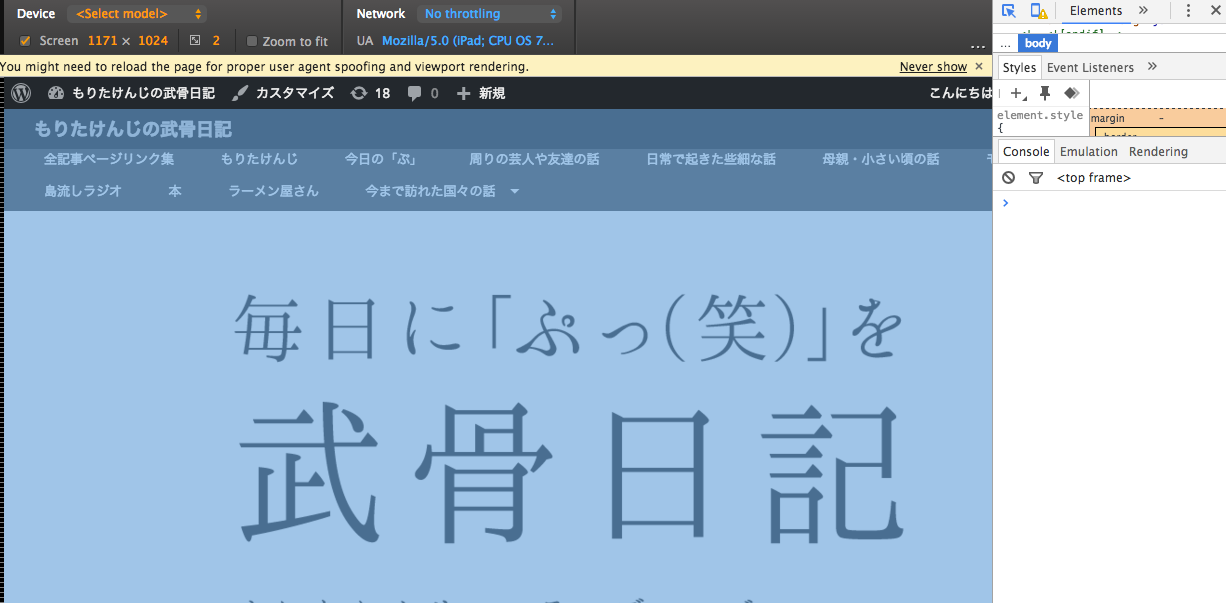 Device <Select model> Network No throttling Elements
Screen 1171 × 1024 2 Zoom to fit UA Mozilla/5.0 (iPad; CPU OS 7... ...
... body
You might need to reload the page for proper user agent spoofing and viewport rendering. Never show ×
Styles Event Listeners
もりたけんじの武骨日記 カスタマイズ 18 0 新規 こんにちは
element.style
{
margin -
もりたけんじの武骨日記
全記事ページリンク集 もりたけんじ 今日の「ぷ」 周りの芸人や友達の話 日常で起きた些細な話 母親・小さい頃の話
島流しラジオ 本 ラーメン屋さん 今まで訪れた国々の話
Console Emulation Rendering
<top frame>
毎日に「ぷっ(笑)」を
武骨日記